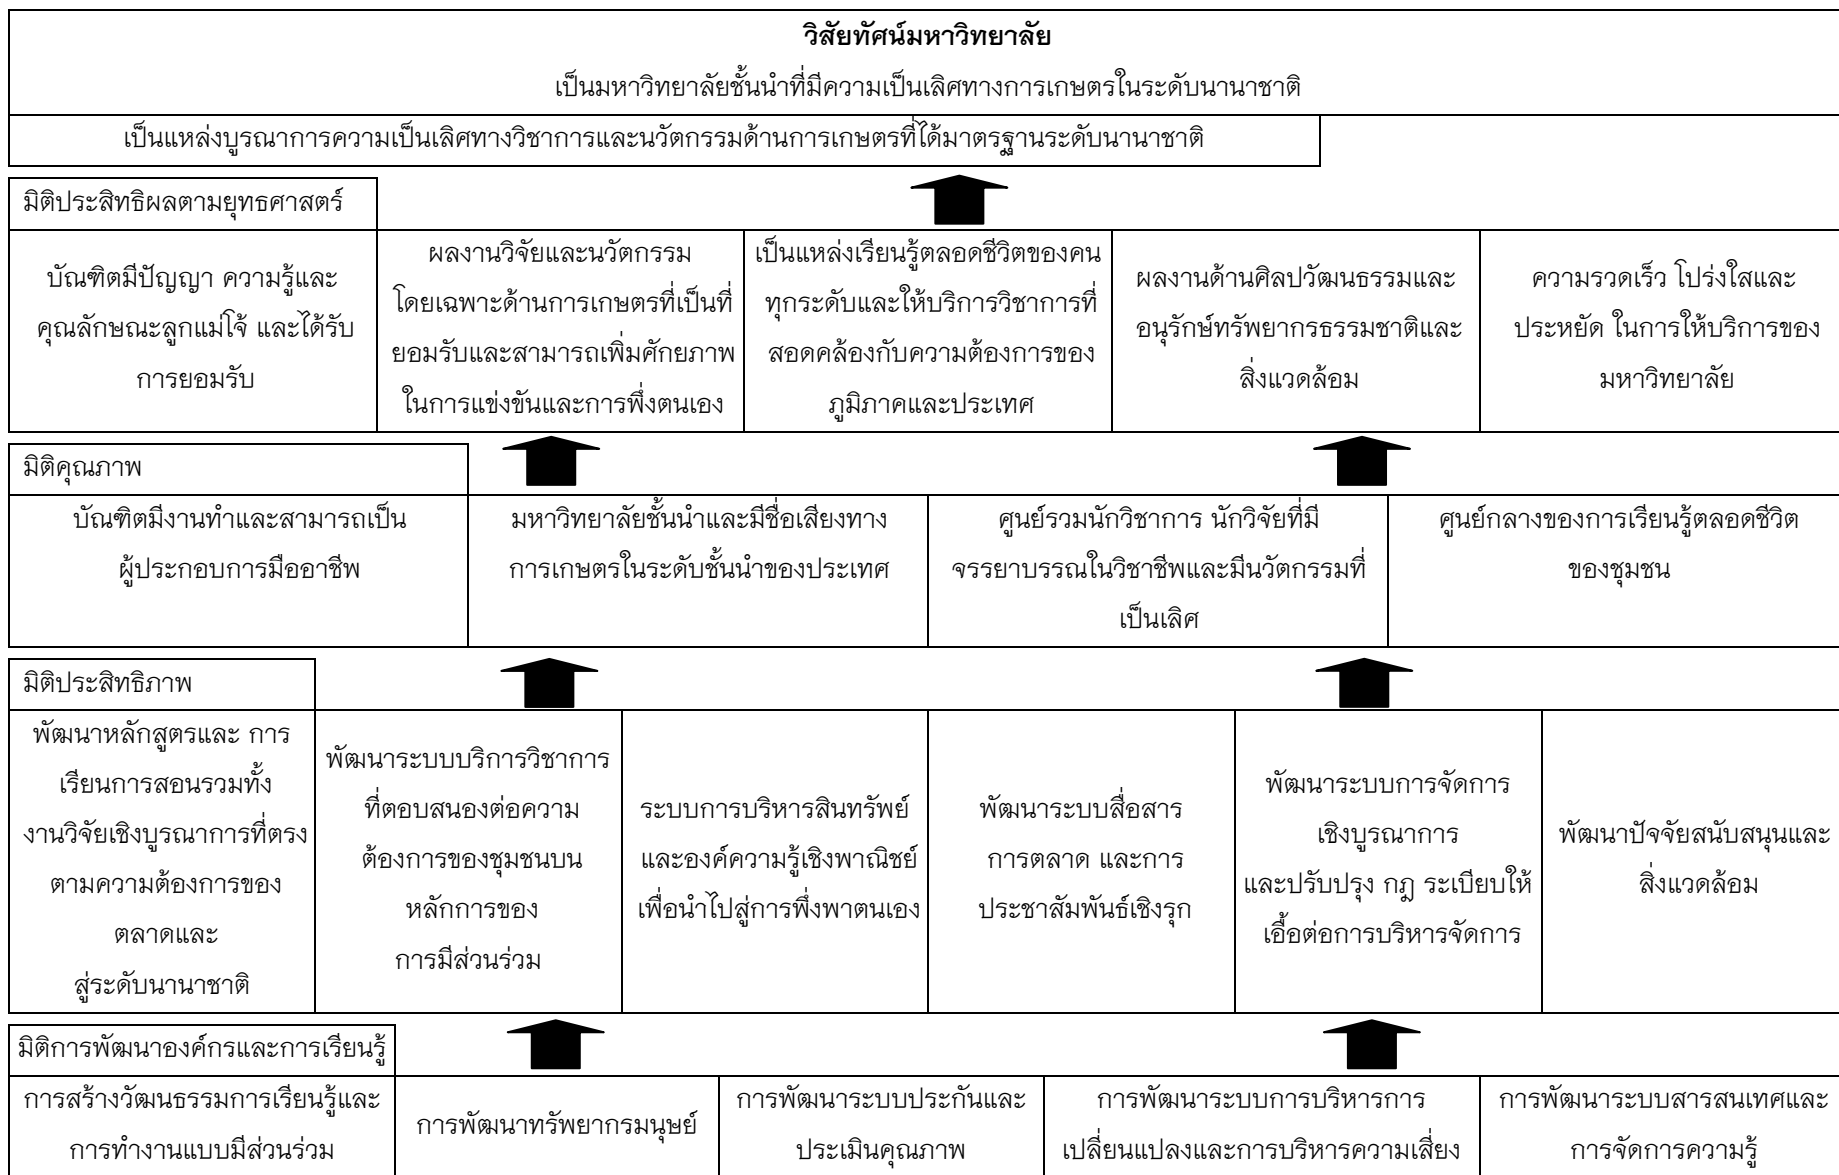 วิสัยทัศน์มหาวิทยาลัย
เป็นมหาวิทยาลัยชั้นนำที่มีความเป็นเลิศทางการเกษตรในระดับนานาชาติ
เป็นแหล่งบูรณาการความเป็นเลิศทางวิชาการและนวัตกรรมด้านการเกษตรที่ได้มาตรฐานระดับนานาชาติ
มิติประสิทธิผลตามยุทธศาสตร์
บัณฑิตมีปัญญา ความรู้และ
คุณลักษณะลูกแม่โจ้ และได้รับ
การยอมรับ
ผลงานวิจัยและนวัตกรรม
โดยเฉพาะด้านการเกษตรที่เป็นที่
ยอมรับและสามารถเพิ่มศักยภาพ
ในการแข่งขันและการพึ่งตนเอง
เป็นแหล่งเรียนรู้ตลอดชีวิตของคน
ทุกระดับและให้บริการวิชาการที่
สอดคล้องกับความต้องการของ
ภูมิภาคและประเทศ
ผลงานด้านศิลปวัฒนธรรมและ
อนุรักษ์ทรัพยากรธรรมชาติและ
สิ่งแวดล้อม
ความรวดเร็ว โปร่งใสและ
ประหยัด ในการให้บริการของ
มหาวิทยาลัย
มิติคุณภาพ
บัณฑิตมีงานทำและสามารถเป็น
ผู้ประกอบการมืออาชีพ
มหาวิทยาลัยชั้นนำและมีชื่อเสียงทาง
การเกษตรในระดับชั้นนำของประเทศ
ศูนย์รวมนักวิชาการ นักวิจัยที่มี
จรรยาบรรณในวิชาชีพและมีนวัตกรรมที่
เป็นเลิศ
ศูนย์กลางของการเรียนรู้ตลอดชีวิต
ของชุมชน
มิติประสิทธิภาพ
พัฒนาหลักสูตรและ การ
เรียนการสอนรวมทั้ง
งานวิจัยเชิงบูรณาการที่ตรง
ตามความต้องการของ
ตลาดและ
สู่ระดับนานาชาติ
พัฒนาระบบบริการวิชาการ
ที่ตอบสนองต่อความ
ต้องการของชุมชนบน
หลักการของ
การมีส่วนร่วม
ระบบการบริหารสินทรัพย์
และองค์ความรู้เชิงพาณิชย์
เพื่อนำไปสู่การพึ่งพาตนเอง
พัฒนาระบบสื่อสาร
การตลาด และการ
ประชาสัมพันธ์เชิงรุก
พัฒนาระบบการจัดการ
เชิงบูรณาการ
และปรับปรุง กฎ ระเบียบให้
เอื้อต่อการบริหารจัดการ
พัฒนาปัจจัยสนับสนุนและ
สิ่งแวดล้อม
มิติการพัฒนาองค์กรและการเรียนรู้
การสร้างวัฒนธรรมการเรียนรู้และ
การทำงานแบบมีส่วนร่วม
การพัฒนาทรัพยากรมนุษย์
การพัฒนาระบบประกันและ
ประเมินคุณภาพ
การพัฒนาระบบการบริหารการ
เปลี่ยนแปลงและการบริหารความเสี่ยง
การพัฒนาระบบสารสนเทศและ
การจัดการความรู้